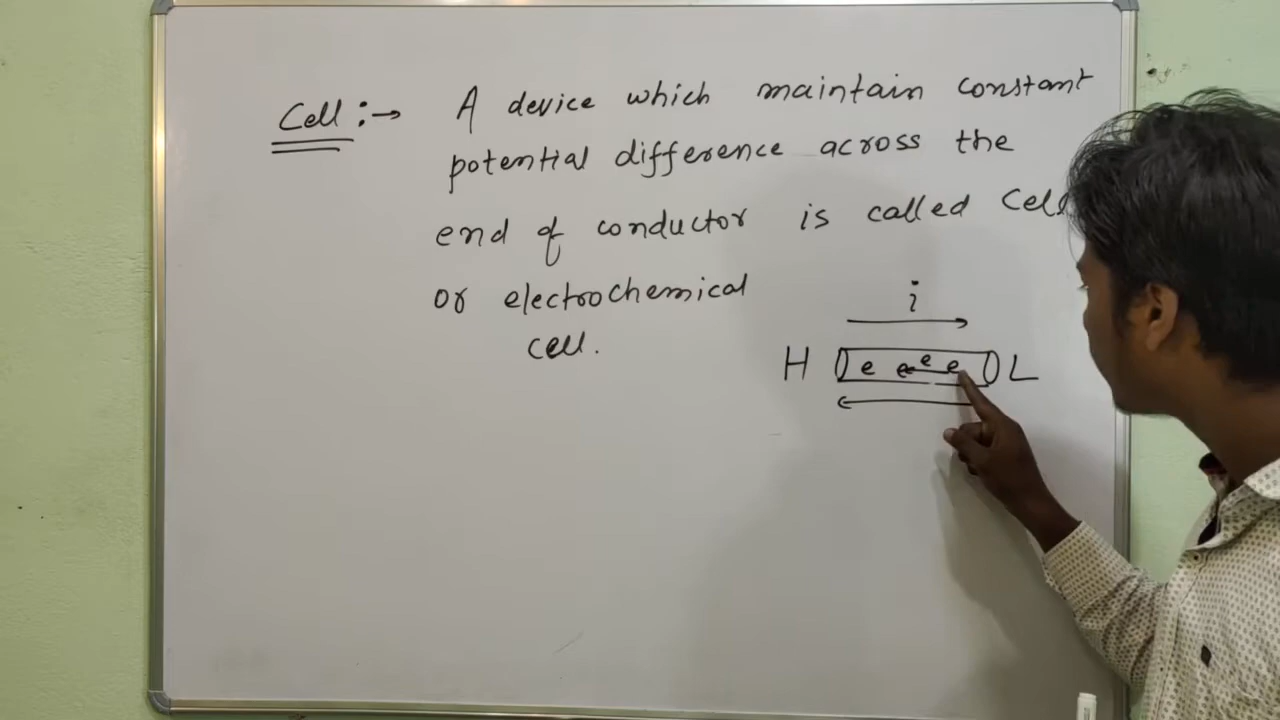 Cell :→ A device which maintain constant
potential difference across the
end of conductor is called Cell
or electrochemical
cell.
i
H e e e e L